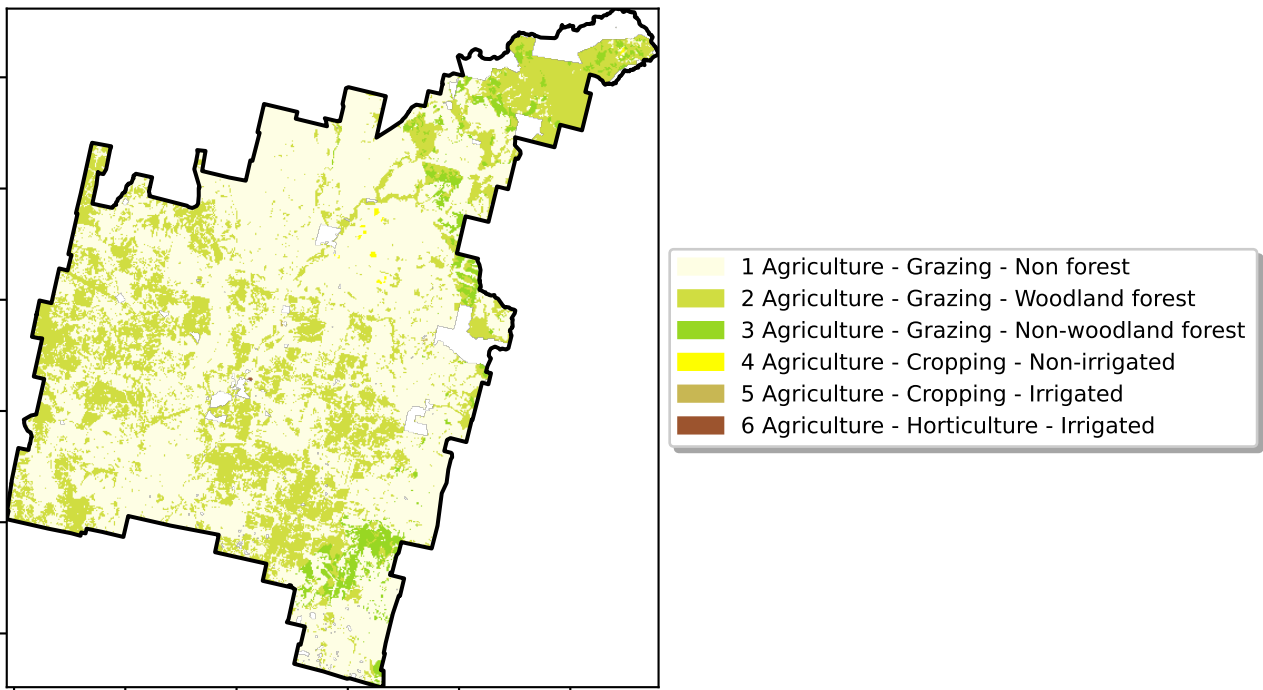 1 Agriculture - Grazing - Non forest
2 Agriculture - Grazing - Woodland forest
3 Agriculture - Grazing - Non-woodland forest
4 Agriculture - Cropping - Non-irrigated
5 Agriculture - Cropping - Irrigated
6 Agriculture - Horticulture - Irrigated